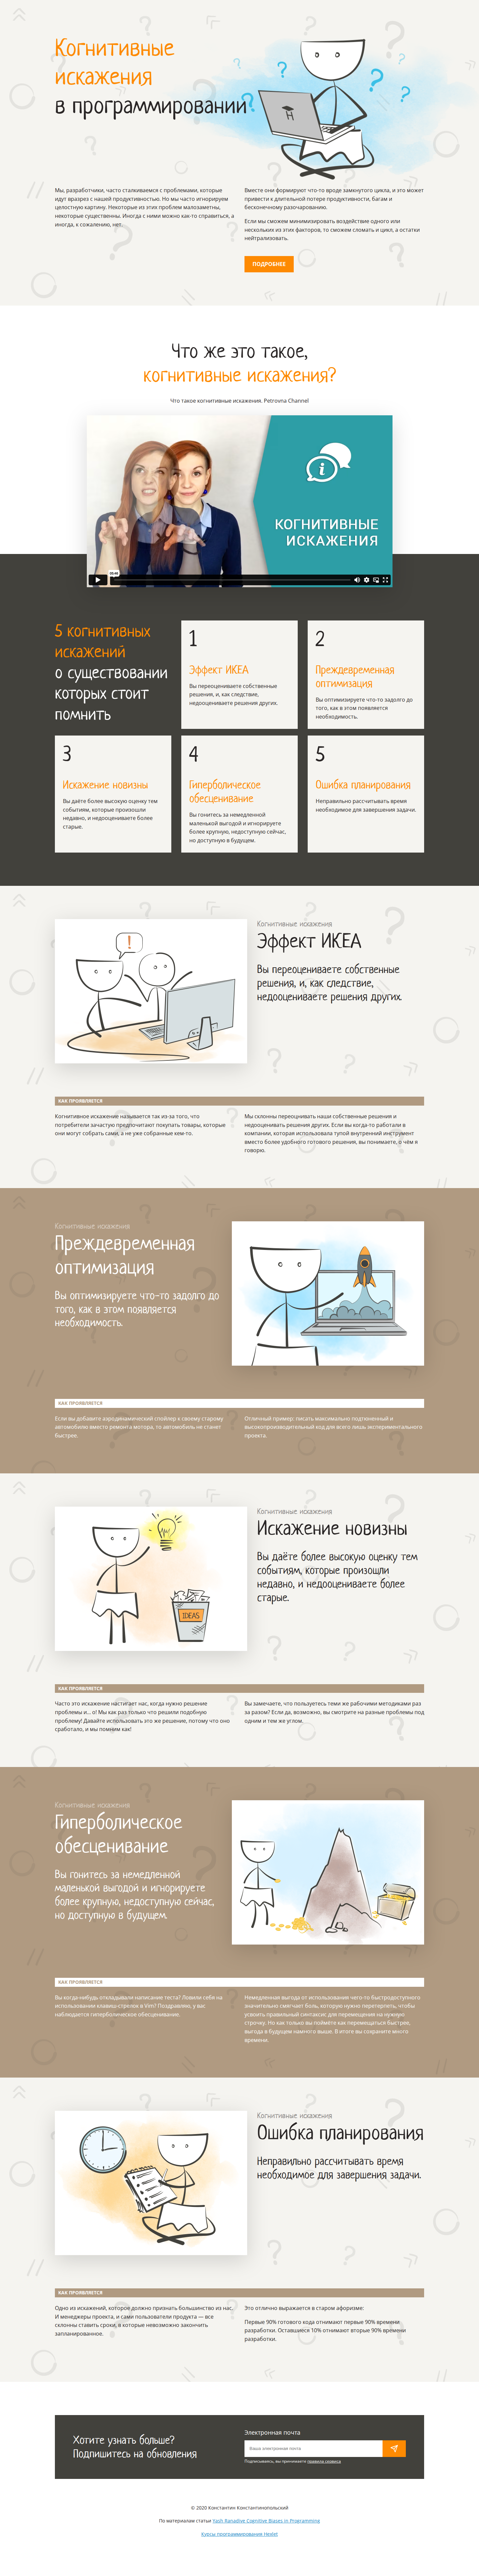 Когнитивные
искажения
в программировании
Мы, разработчики, часто сталкиваемся с проблемами, которые
идут вразрез с нашей продуктивностью. Но мы часто игнорируем
целостную картину. Некоторые из этих проблем малозаметны,
некоторые существенны. Иногда с ними можно как-то справиться, а
иногда, к сожалению, нет.
Вместе они формируют что-то вроде замкнутого цикла, и это может
привести к длительной потере продуктивности, багам и
бесконечному разочарованию.
Если мы сможем минимизировать воздействие одного или
нескольких из этих факторов, то сможем сломать и цикл, а остатки
нейтрализовать.
ПОДРОБНЕЕ
Что же это такое,
когнитивные искажения?
Что такое когнитивные искажения. Petrovna Channel
КОГНИТИВНЫЕ
ИСКАЖЕНИЯ
5 когнитивных
искажений
о существовании
которых стоит
помнить
1
Эффект ИКЕА
Вы переоцениваете собственные
решения, и, как следствие,
недооцениваете решения других.
2
Преждевременная
оптимизация
Вы оптимизируете что-то задолго до
того, как в этом появляется
необходимость.
3
Искажение новизны
Вы даёте более высокую оценку тем
событиям, которые произошли
недавно, и недооцениваете более
старые.
4
Гиперболическое
обесценивание
Вы гонитесь за немедленной
маленькой выгодой и игнорируете
более крупную, недоступную сейчас,
но доступную в будущем.
5
Ошибка планирования
Неправильно рассчитывать время
необходимое для завершения задачи.
Когнитивные искажения
Эффект ИКЕА
Вы переоцениваете собственные
решения, и, как следствие,
недооцениваете решения других.
КАК ПРОЯВЛЯЕТСЯ
Когнитивное искажение называется так из-за того, что
потребители зачастую предпочитают покупать товары, которые
они могут собрать сами, а не уже собранные кем-то.
Мы склонны переоценивать наши собственные решения и
недооценивать решения других. Если вы когда-то работали в
компании, которая использовала тупой внутренний инструмент
вместо более удобного готового решения, вы понимаете, о чём я
говорю.
Когнитивные искажения
Преждевременная
оптимизация
Вы оптимизируете что-то задолго до
того, как в этом появляется
необходимость.
КАК ПРОЯВЛЯЕТСЯ
Если вы добавите аэродинамический спойлер к своему старому
автомобилю вместо ремонта мотора, то автомобиль не станет
быстрее.
Отличный пример: писать максимально подтюненный и
высокопроизводительный код для всего лишь экспериментального
проекта.
IDEAS
Когнитивные искажения
Искажение новизны
Вы даёте более высокую оценку тем
событиям, которые произошли
недавно, и недооцениваете более
старые.
КАК ПРОЯВЛЯЕТСЯ
Часто это искажение настигает нас, когда нужно решение
проблемы и... о! Мы как раз только что решили подобную
проблему! Давайте использовать это же решение, потому что оно
сработало, и мы помним как!
Вы замечаете, что пользуетесь теми же рабочими методиками раз
за разом? Если да, возможно, вы смотрите на разные проблемы под
одним и тем же углом.
Когнитивные искажения
Гиперболическое
обесценивание
Вы гонитесь за немедленной
маленькой выгодой и игнорируете
более крупную, недоступную сейчас,
но доступную в будущем.
КАК ПРОЯВЛЯЕТСЯ
Вы когда-нибудь откладывали написание теста? Ловили себя на
использовании клавиш-стрелок в Vim? Поздравляю, у вас
наблюдается гиперболическое обесценивание.
Немедленная выгода от использования чего-то быстродоступного
значительно смягчает боль, которую нужно перетерпеть, чтобы
усвоить правильный синтаксис для перемещения на нужную
строчку. Но как только вы поймёте как перемещаться быстрее,
выгода в будущем намного выше. В итоге вы сохраните много
времени.
Когнитивные искажения
Ошибка планирования
Неправильно рассчитывать время
необходимое для завершения задачи.
КАК ПРОЯВЛЯЕТСЯ
Одно из искажений, которое должно признать большинство из нас.
И менеджеры проекта, и сами пользователи продукта — все
склонны ставить сроки, в которые невозможно закончить
запланированное.
Это отлично выражается в старом афоризме:
Первые 90% готового кода отнимают первые 90% времени
разработки. Оставшиеся 10% отнимают вторые 90% времени
разработки.
Хотите узнать больше?
Подпишитесь на обновления
Электронная почта
Ваша электронная почта
Подписываясь, вы принимаете правила сервиса
© 2020 Константин Константинопольский
По материалам статьи Yash Ranadive Cognitive Biases in Programming
Курсы программирования Hexlet